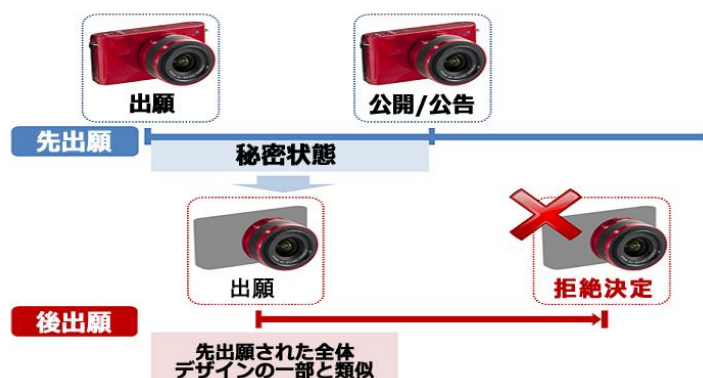 出願
公開/公告
先出願
秘密状態
出願
拒絶決定
後出願
先出願された全体
デザインの一部と類似